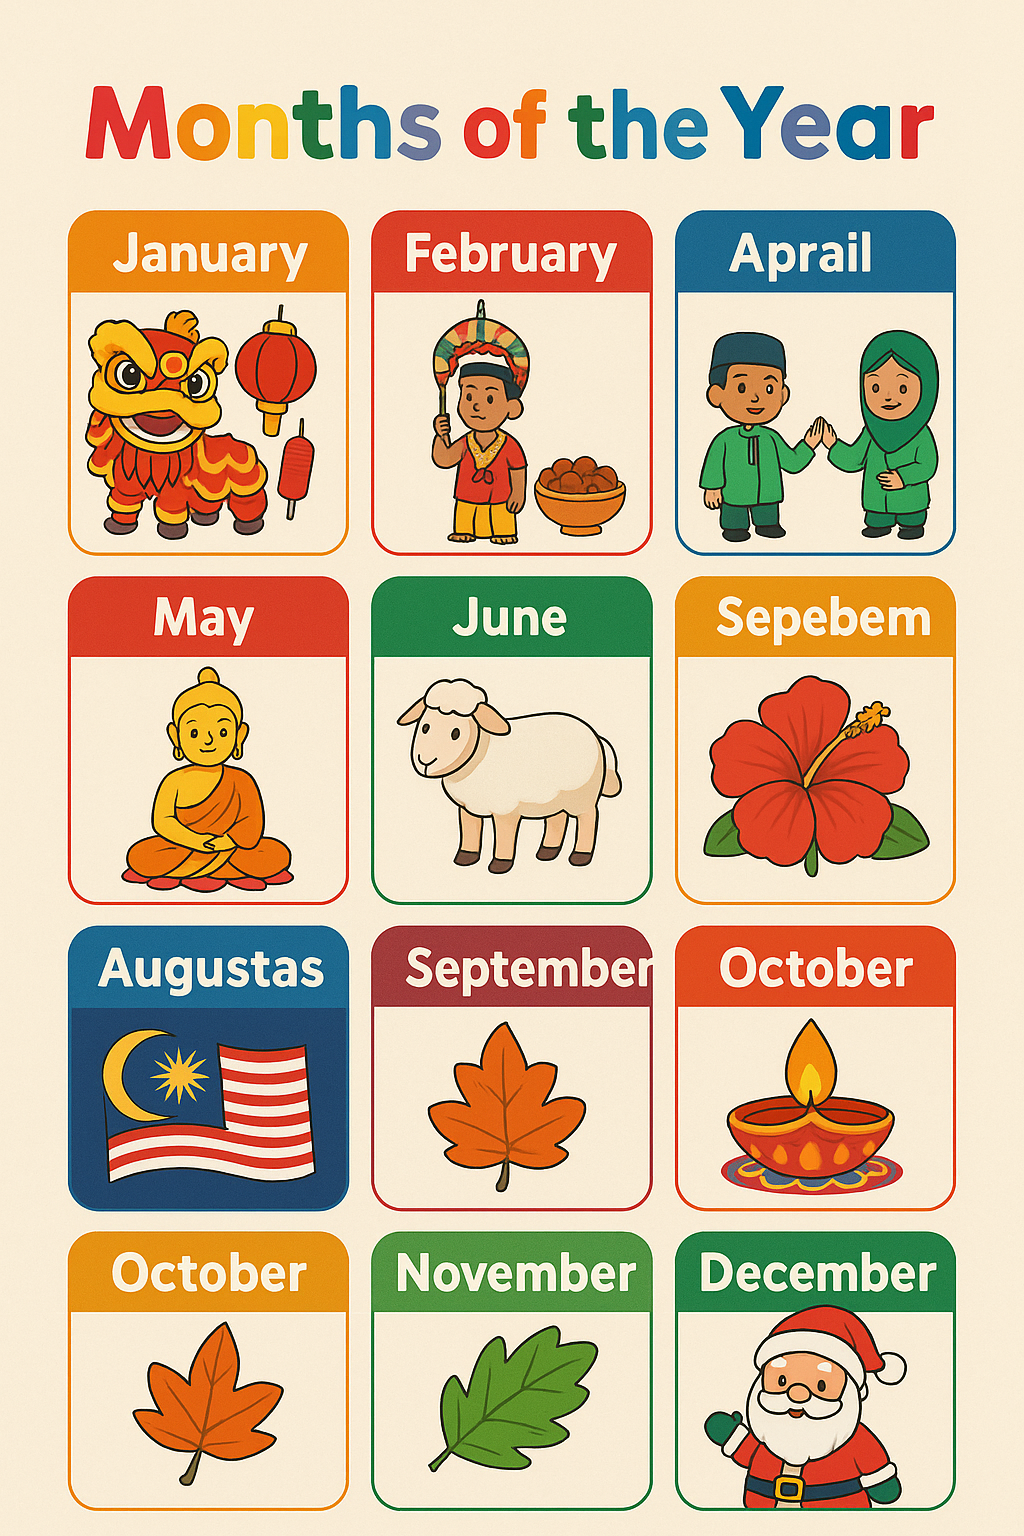 Months of the Year
January
February
Aprail
May
June
Sepebem
Augustas
September
October
October
November
December